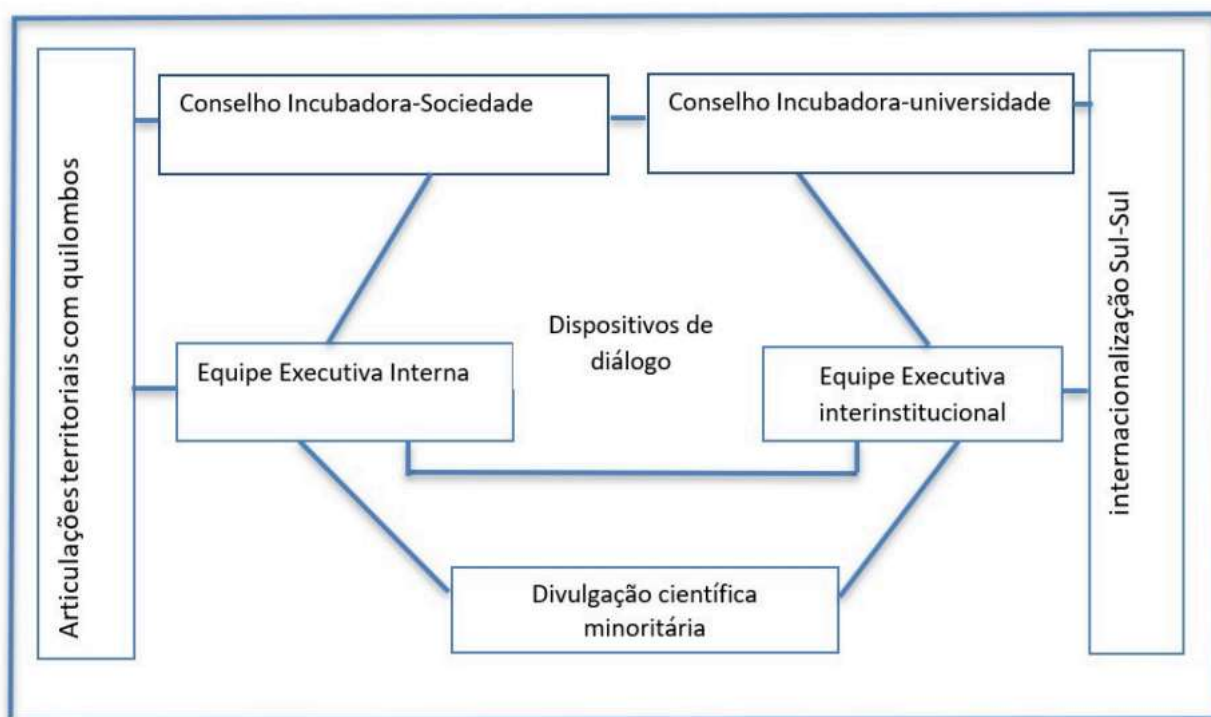 Articulações territoriais com quilombos
Conselho Incubadora-Sociedade
Conselho Incubadora-universidade
internacionalização Sul-Sul
Dispositivos de
diálogo
Equipe Executiva Interna
Equipe Executiva
interinstitucional
Divulgação científica
minoritária